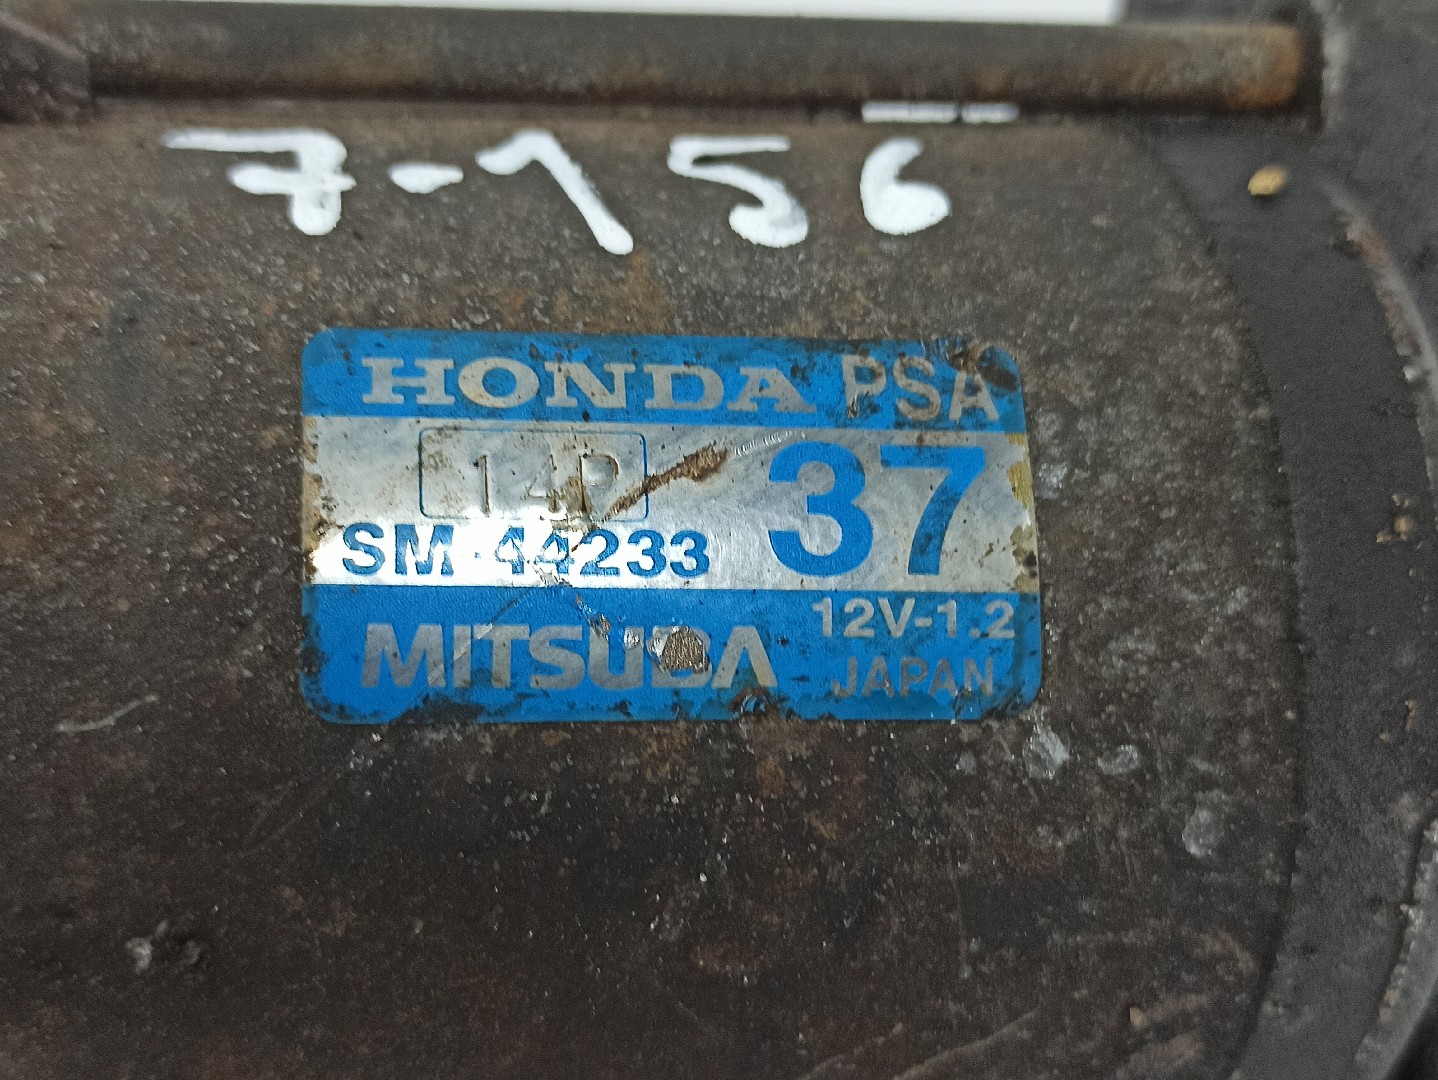 7-156
HONDA PSA
14P 37
SM 44233
MITSUBA 12V-1.2
JAPAN